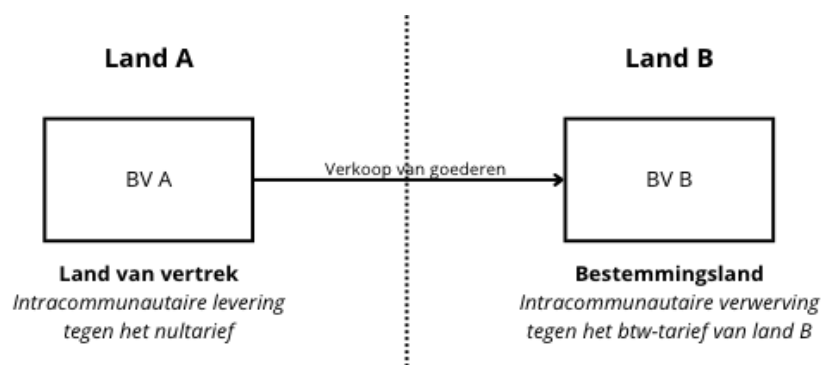 Land A
Land B
BV A
Verkoop van goederen
BV B
Land van vertrek
Intracommunautaire levering
tegen het nultarief
Bestemmingsland
Intracommunautaire verwerving
tegen het btw-tarief van land B